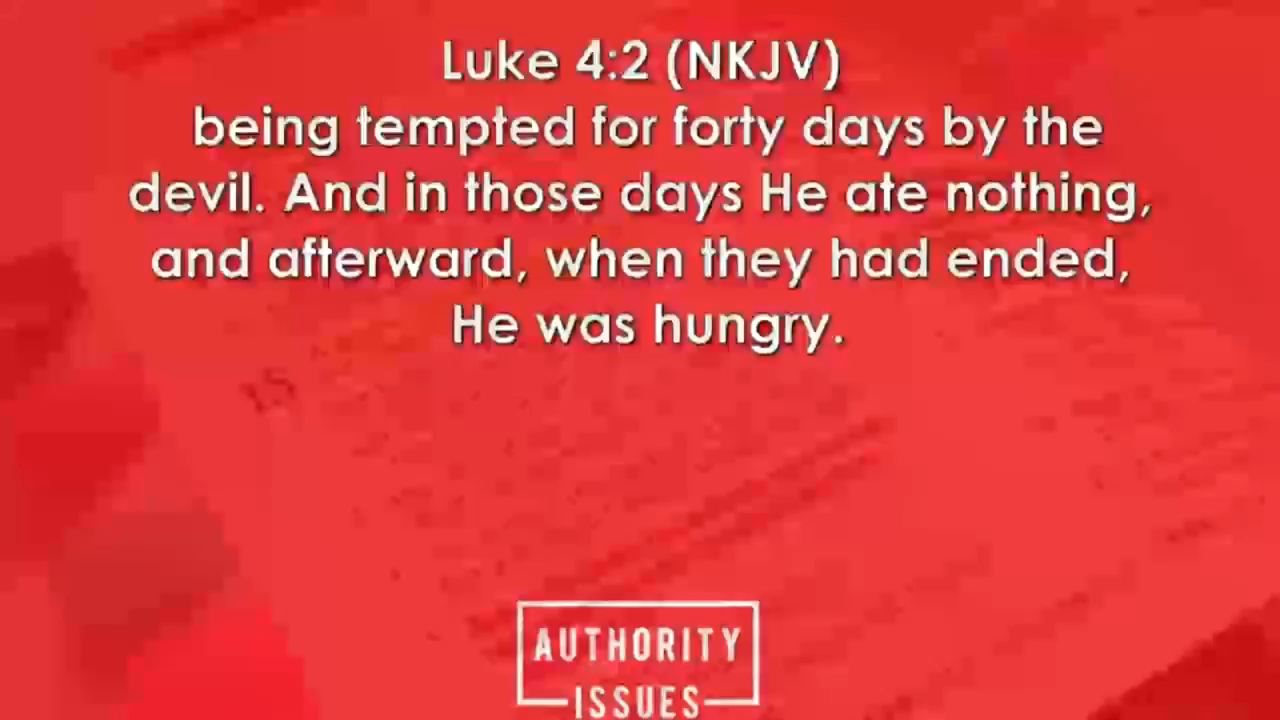 Luke 4:2 (NKJV)
being tempted for forty days by the
devil. And in those days He ate nothing,
and afterward, when they had ended,
He was hungry.
15
AUTHORITY
ISSUES